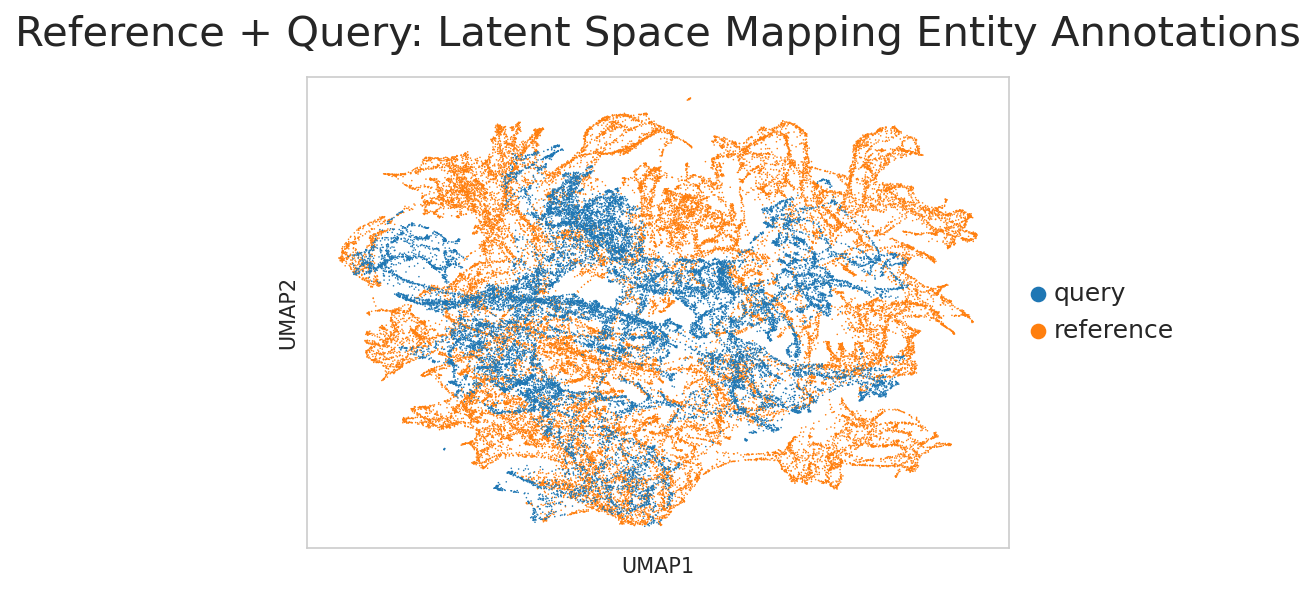 Reference + Query: Latent Space Mapping Entity Annotations
UMAP2
query
reference
UMAP1